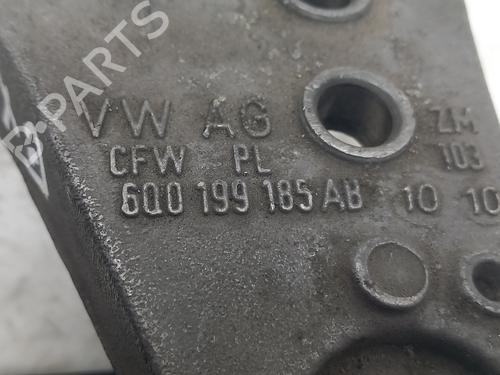 B PARTS
VW AG ZM
CFW PL 103
6Q0 199 185 AB 10 10